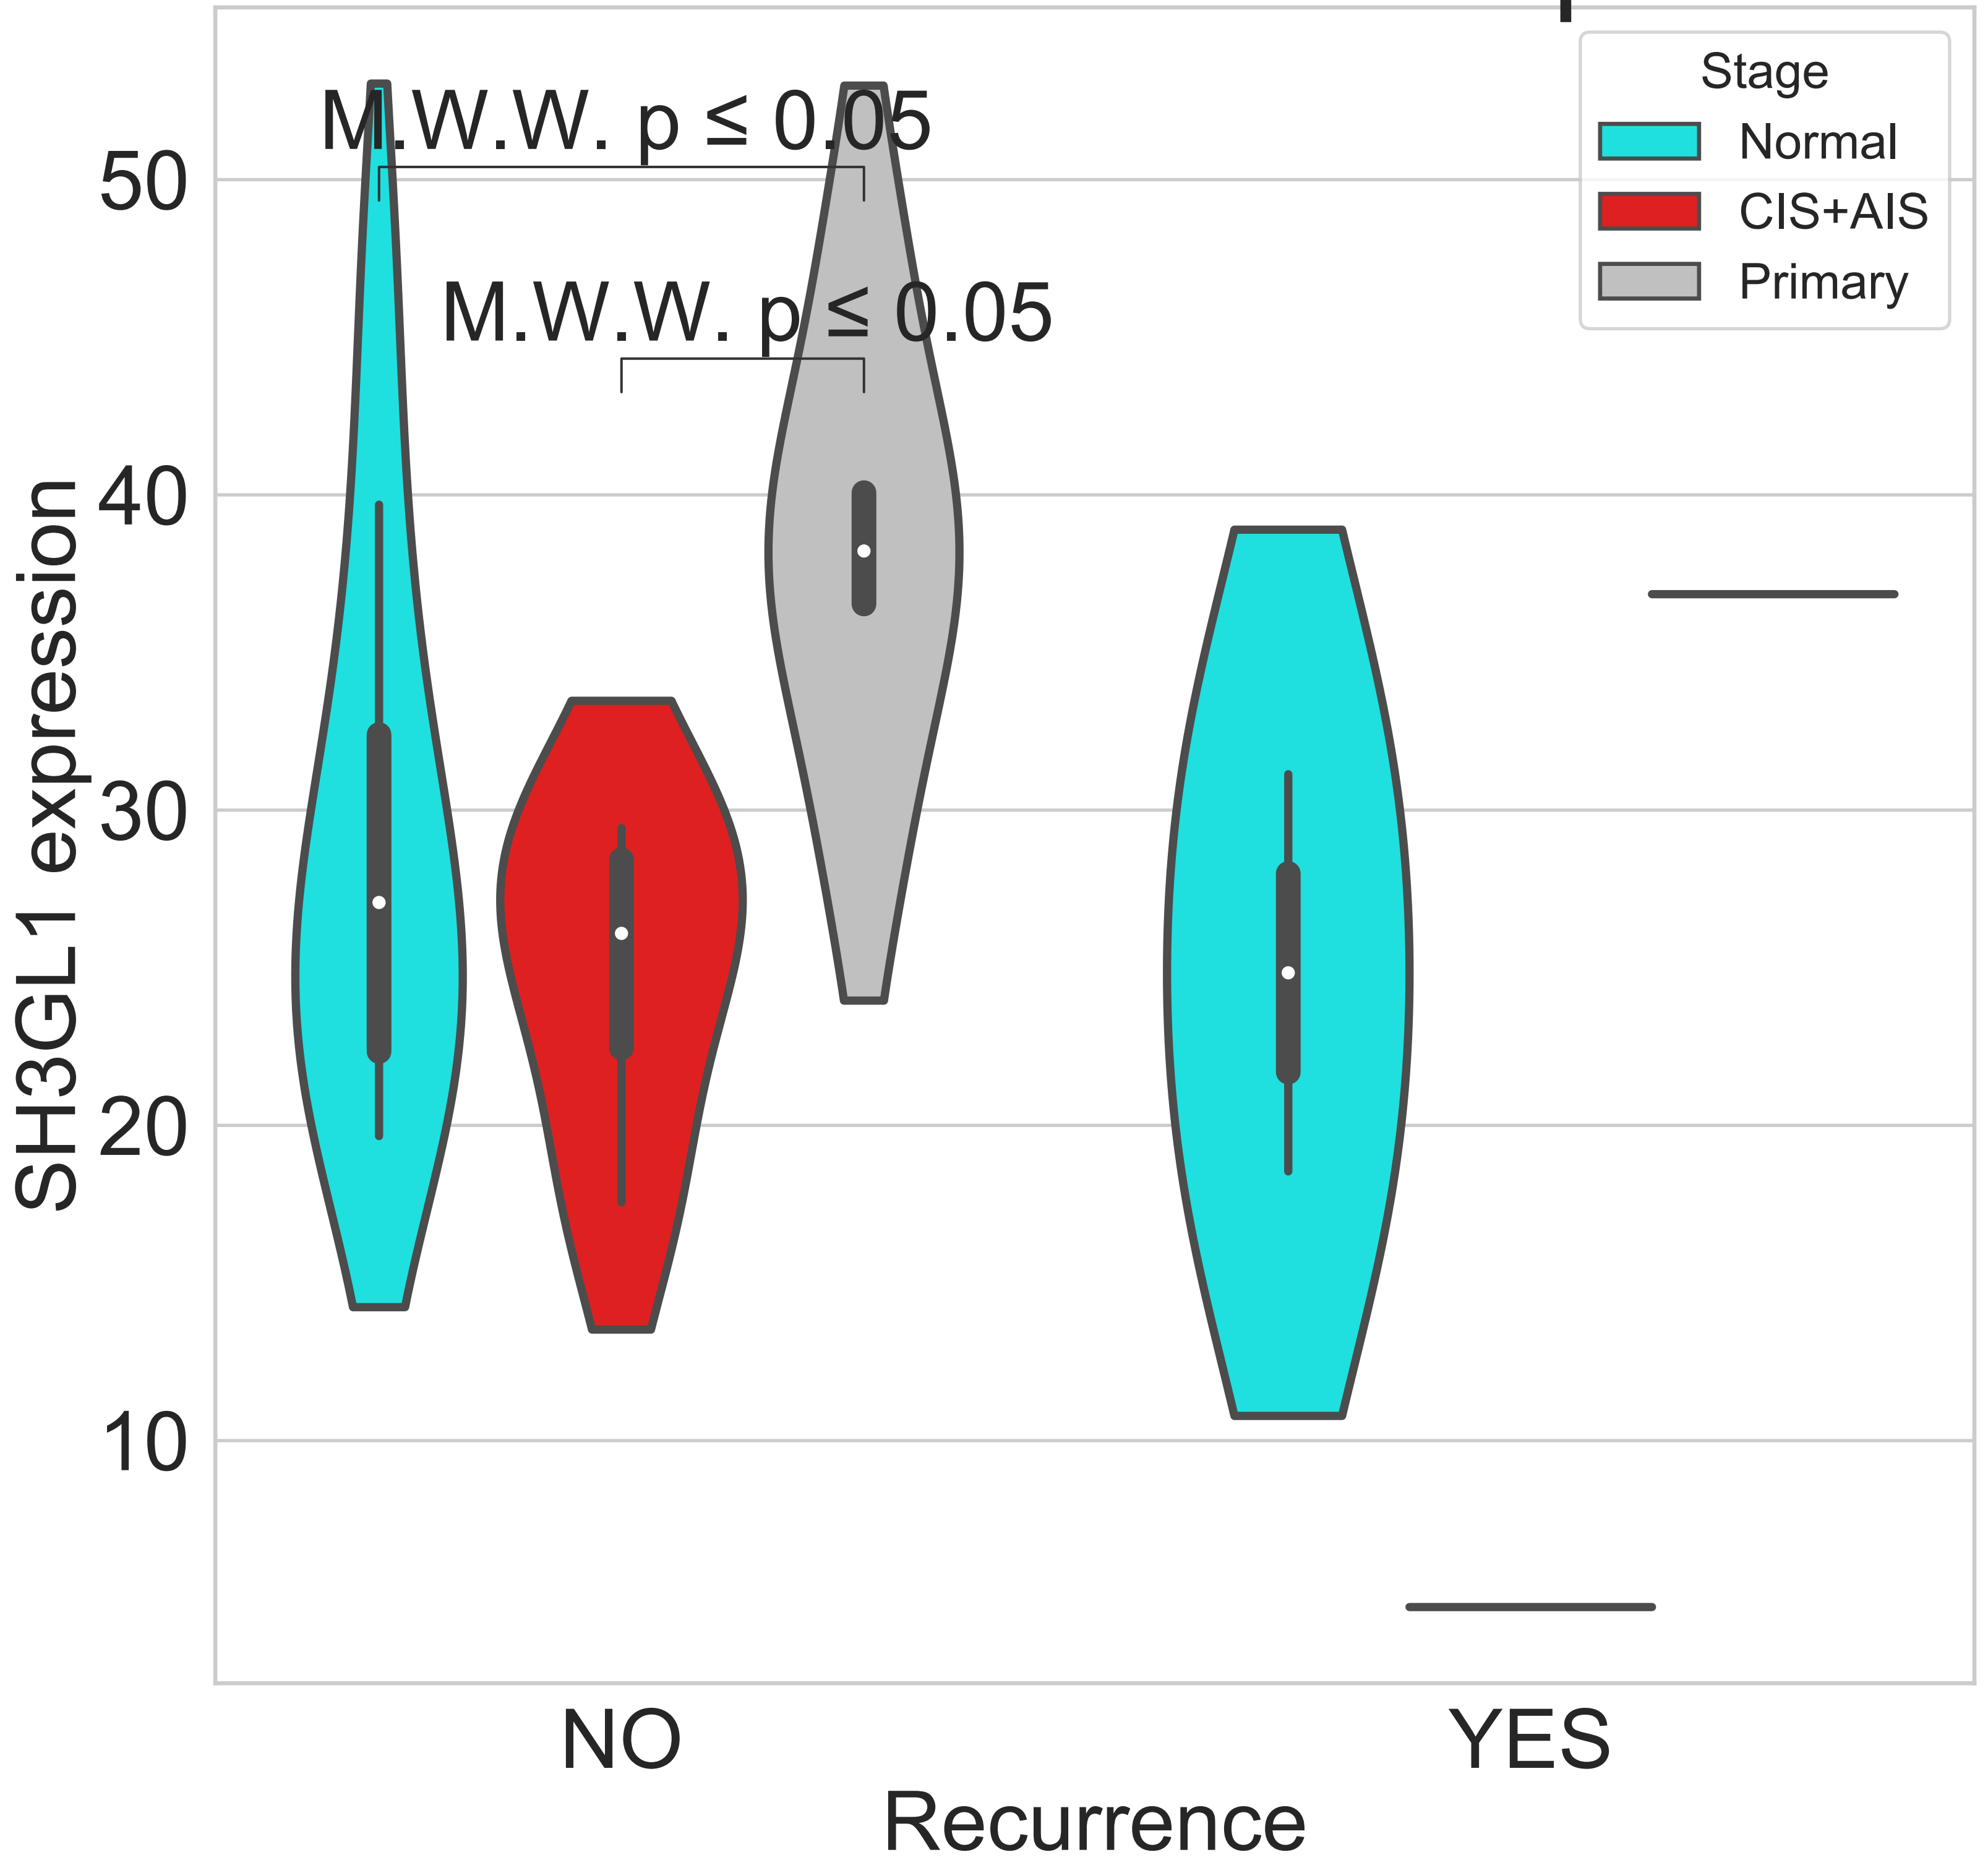 M.W.W. p ≤ 0.05
M.W.W. p ≤ 0.05
Stage
Normal
CIS+AIS
Primary
50
40
30
20
10
SH3GL1 expression
NO
YES
Recurrence